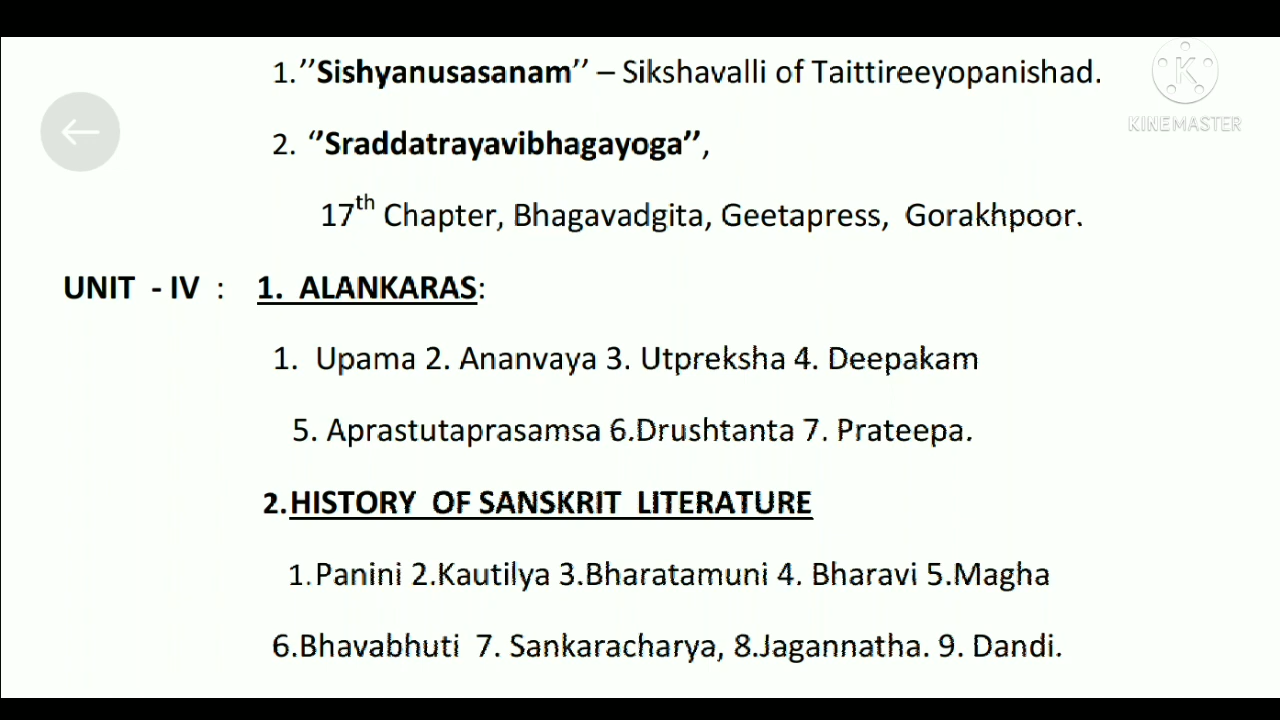 1.’’Sishyanusasanam’’ – Sikshavalli of Taittireeyopanishad.
KINEMASTER
2. ‘’Sraddatrayavibhagayoga’’,
17th Chapter, Bhagavadgita, Geetapress, Gorakhpoor.
UNIT - IV : 1. ALANKARAS:
1. Upama 2. Ananvaya 3. Utpreksha 4. Deepakam
5. Aprastutaprasamsa 6.Drushtanta 7. Prateepa.
2.HISTORY OF SANSKRIT LITERATURE
1.Panini 2.Kautilya 3.Bharatamuni 4. Bharavi 5.Magha
6.Bhavabhuti 7. Sankaracharya, 8.Jagannatha. 9. Dandi.